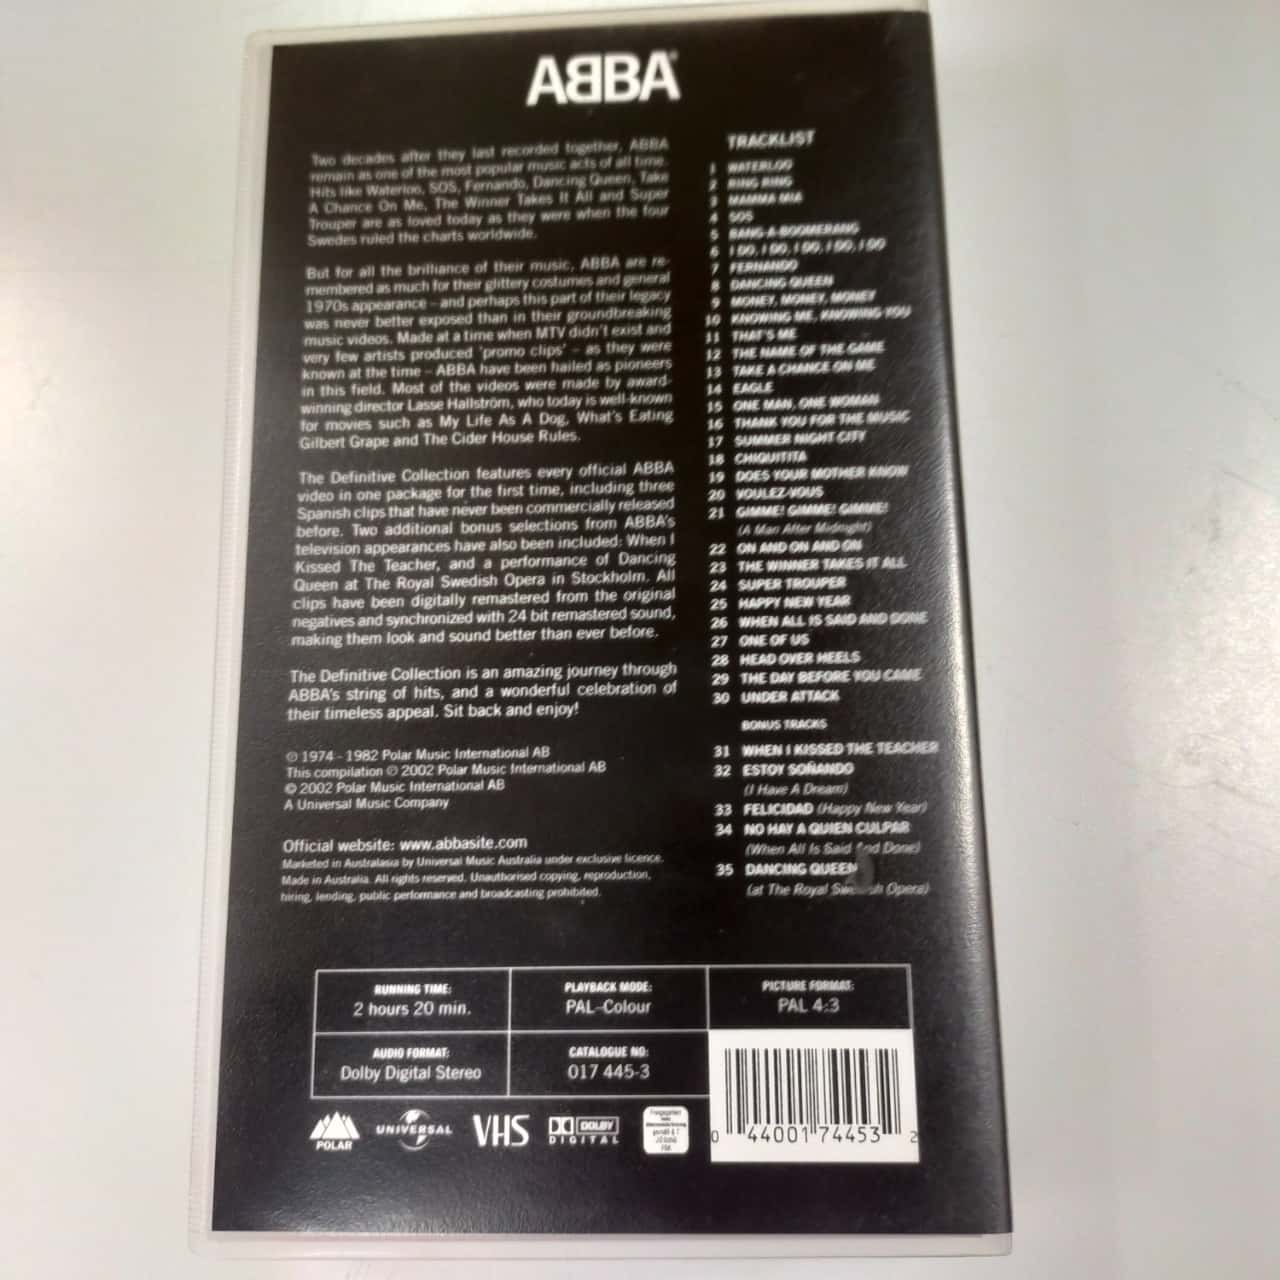 ABBA
Two decades after they last recorded together, ABBA
remain as one of the most popular music acts of all time.
Hits like Waterloo, SOS, Fernando, Dancing Queen, Take
A Chance On Me, The Winner Takes It All and Super
Trouper are as loved today as they were when the four
Swedes ruled the charts worldwide.
But for all the brilliance of their music, ABBA are re-
membered as much for their glittery costumes and general
1970s appearance – and perhaps this part of their legacy
was never better exposed than in their groundbreaking
music videos. Made at a time when MTV didn't exist and
very few artists produced 'promo clips' – as they were
known at the time – ABBA have been hailed as pioneers
in this field. Most of the videos were made by award-
winning director Lasse Hallström, who today is well-known
for movies such as My Life As A Dog, What's Eating
Gilbert Grape and The Cider House Rules.
The Definitive Collection features every official ABBA
video in one package for the first time, including three
Spanish clips that have never been commercially released
before. Two additional bonus selections from ABBA's
television appearances have also been included: When I
Kissed The Teacher, and a performance of Dancing
Queen at The Royal Swedish Opera in Stockholm. All
clips have been digitally remastered from the original
negatives and synchronized with 24 bit remastered sound,
making them look and sound better than ever before.
The Definitive Collection is an amazing journey through
ABBA's string of hits, and a wonderful celebration of
their timeless appeal. Sit back and enjoy!
℗ 1974 - 1982 Polar Music International AB
This compilation ℗ 2002 Polar Music International AB
© 2002 Polar Music International AB
A Universal Music Company
Official website: www.abbasite.com
Marketed in Australasia by Universal Music Australia under exclusive licence.
Made in Australia. All rights reserved. Unauthorised copying, reproduction,
hiring, lending, public performance and broadcasting prohibited.
TRACKLIST
1 WATERLOO
2 RING RING
3 MAMMA MIA
4 SOS
5 BANG-A-BOOMERANG
6 I DO, I DO, I DO, I DO, I DO
7 FERNANDO
8 DANCING QUEEN
9 MONEY, MONEY, MONEY
10 KNOWING ME, KNOWING YOU
11 THAT'S ME
12 THE NAME OF THE GAME
13 TAKE A CHANCE ON ME
14 EAGLE
15 ONE MAN, ONE WOMAN
16 THANK YOU FOR THE MUSIC
17 SUMMER NIGHT CITY
18 CHIQUITITA
19 DOES YOUR MOTHER KNOW
20 VOULEZ-VOUS
21 GIMME! GIMME! GIMME!
(A Man After Midnight)
22 ON AND ON AND ON
23 THE WINNER TAKES IT ALL
24 SUPER TROUPER
25 HAPPY NEW YEAR
26 WHEN ALL IS SAID AND DONE
27 ONE OF US
28 HEAD OVER HEELS
29 THE DAY BEFORE YOU CAME
30 UNDER ATTACK
BONUS TRACKS
31 WHEN I KISSED THE TEACHER
32 ESTOY SOÑANDO
(I Have A Dream)
33 FELICIDAD (Happy New Year)
34 NO HAY A QUIEN CULPAR
(When All Is Said And Done)
35 DANCING QUEEN
(at The Royal Swedish Opera)
RUNNING TIME:
2 hours 20 min.
PLAYBACK MODE:
PAL–Colour
PICTURE FORMAT:
PAL 4:3
AUDIO FORMAT:
Dolby Digital Stereo
CATALOGUE NO:
017 445-3
POLAR
UNIVERSAL
VHS
DOLBY
DIGITAL
0 44001 74453 2